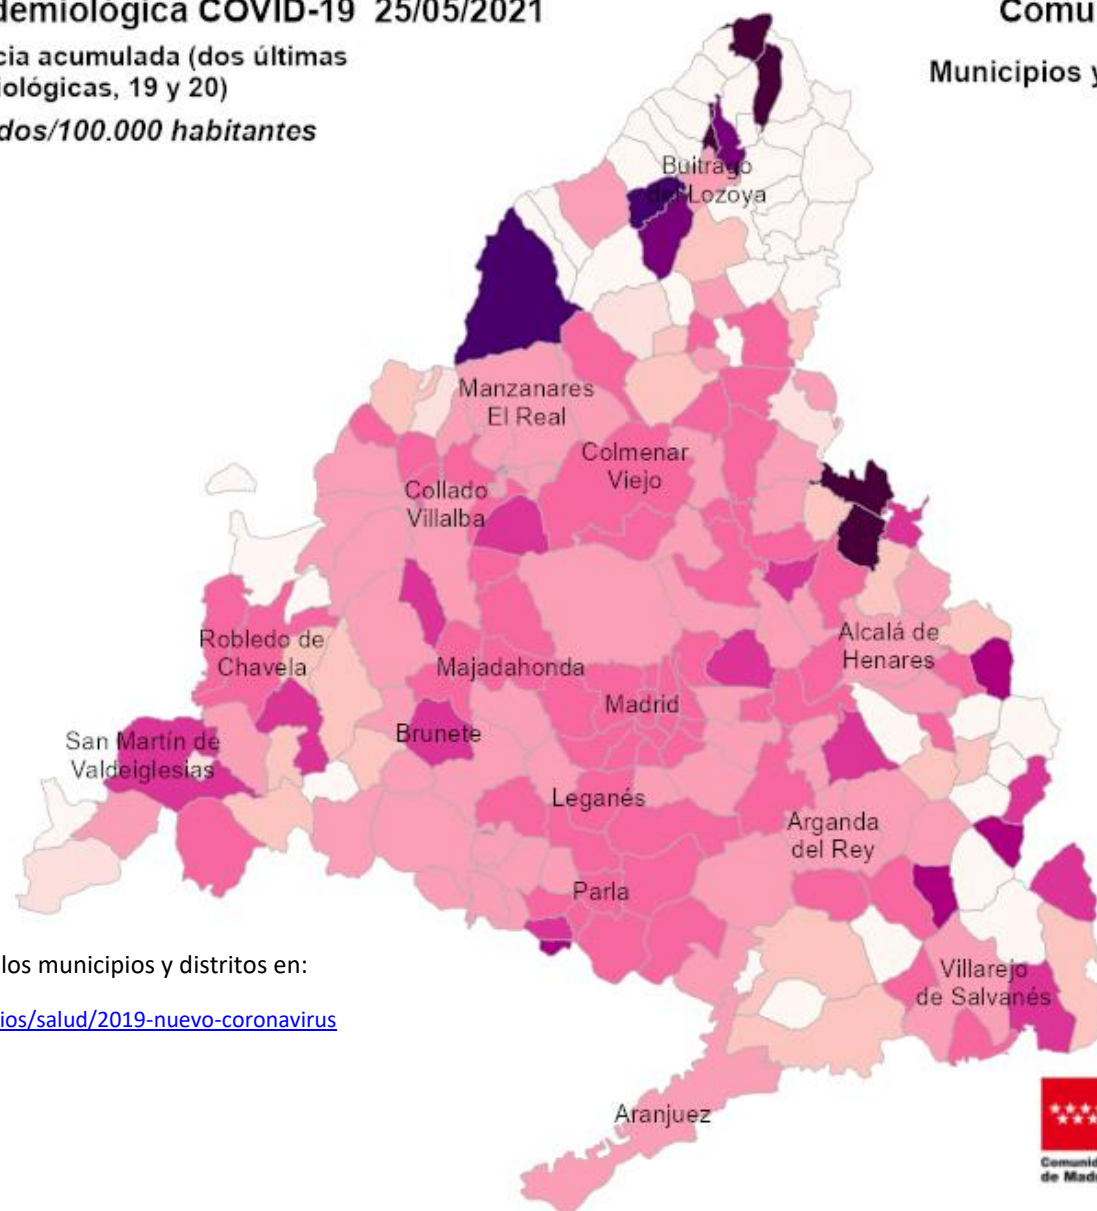 demiológica COVID-19 25/05/2021
Comu
cia acumulada (dos últimas
iológicas, 19 y 20)
Municipios y
dos/100.000 habitantes
Buitrago
del Lozoya
Manzanares
El Real
Colmenar
Viejo
Collado
Villalba
Robledo de
Chavela
Majadahonda
Alcalá de
Henares
Madrid
Brunete
San Martín de
Valdeiglesias
Leganés
Arganda
del Rey
Parla
los municipios y distritos en:
Villarejo
de Salvanés
ios/salud/2019-nuevo-coronavirus
Aranjuez
Comunid
de Madr